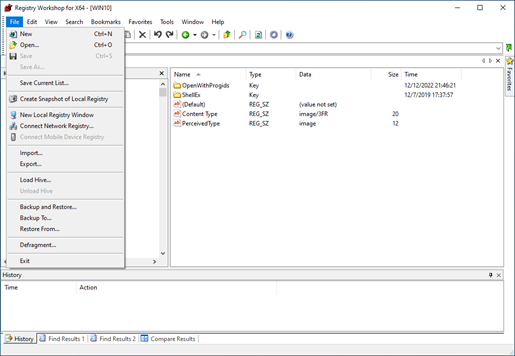 Registry Workshop for X64 - [WIN10]
File Edit View Search Bookmarks Favorites Tools Window Help
New Ctrl+N
Open... Ctrl+O
Save Ctrl+S
Save As...
Save Current List...
Create Snapshot of Local Registry
New Local Registry Window
Connect Network Registry...
Connect Mobile Device Registry
Import...
Export...
Load Hive...
Unload Hive
Backup and Restore...
Backup To...
Restore From...
Defragment...
Exit
Name Type Data Size Time
OpenWithProgids Key 12/12/2022 21:46:21
ShellEx Key 12/7/2019 17:37:57
(Default) REG_SZ (value not set)
Content Type REG_SZ image/3FR 20
PerceivedType REG_SZ image 12
Favorites
History
Time Action
History Find Results 1 Find Results 2 Compare Results